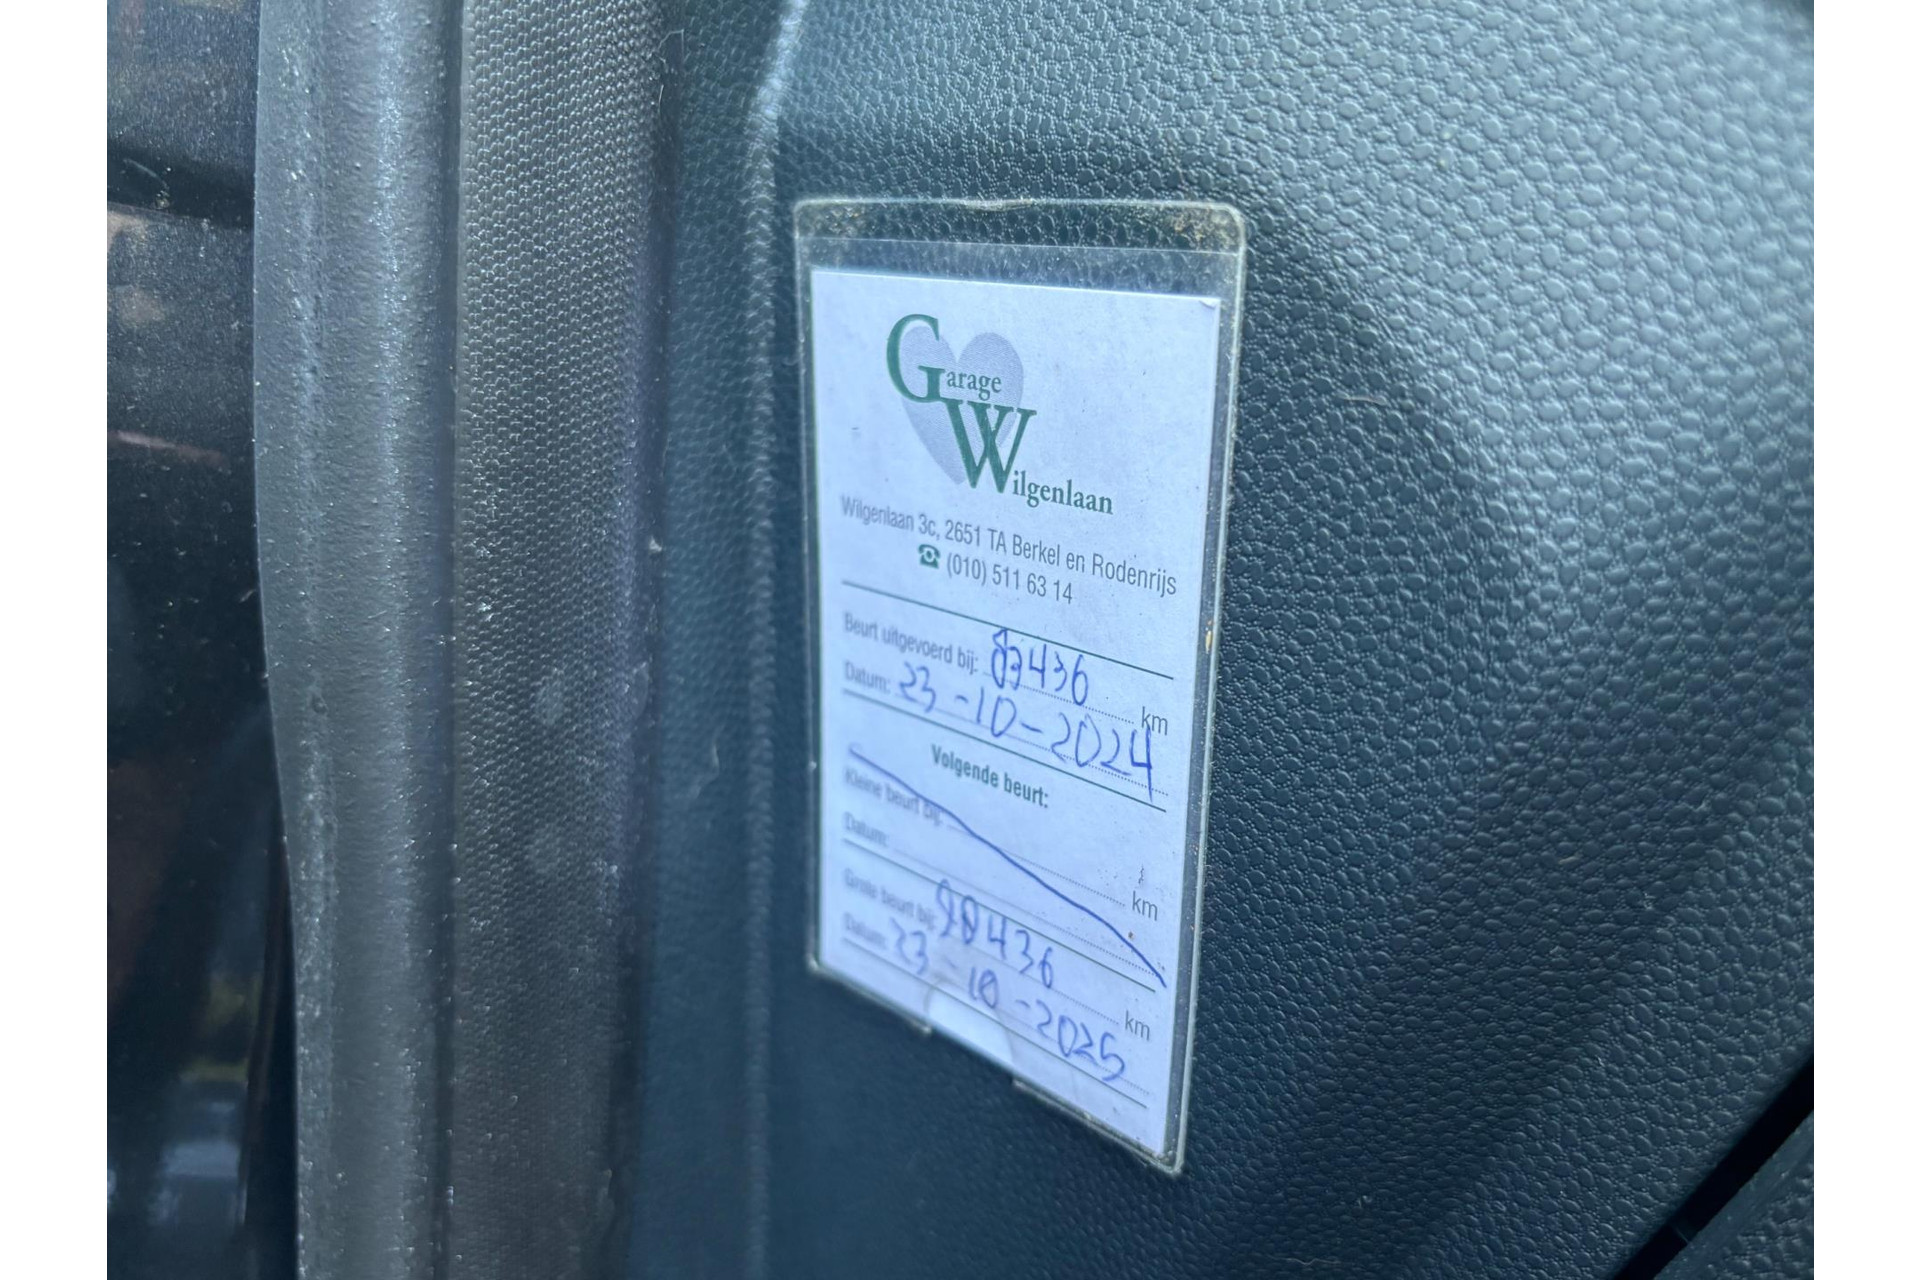 Garage
Wilgenlaan
Wilgenlaan 3c, 2651 TA Berkel en Rodenrijs
☎ (010) 511 63 14
Beurt uitgevoerd bij: 83436 km
Datum: 23-10-2024
Volgende beurt:
Kleine beurt bij: km
Datum:
Grote beurt bij: 98436 km
Datum: 23-10-2025